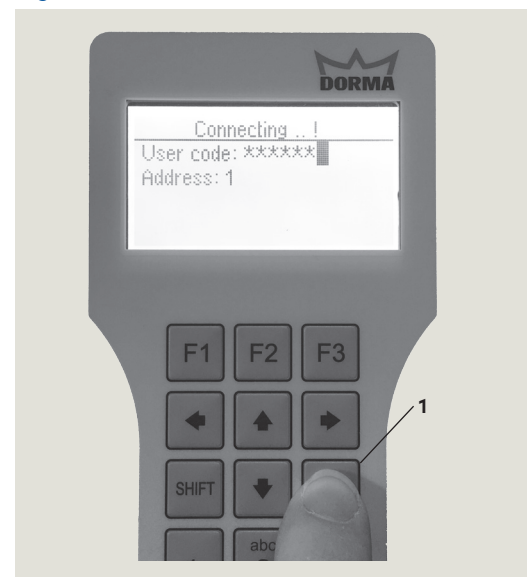 DORMA
Connecting .. !
User code: ******
Address: 1
F1 F2 F3
1
SHIFT
abc